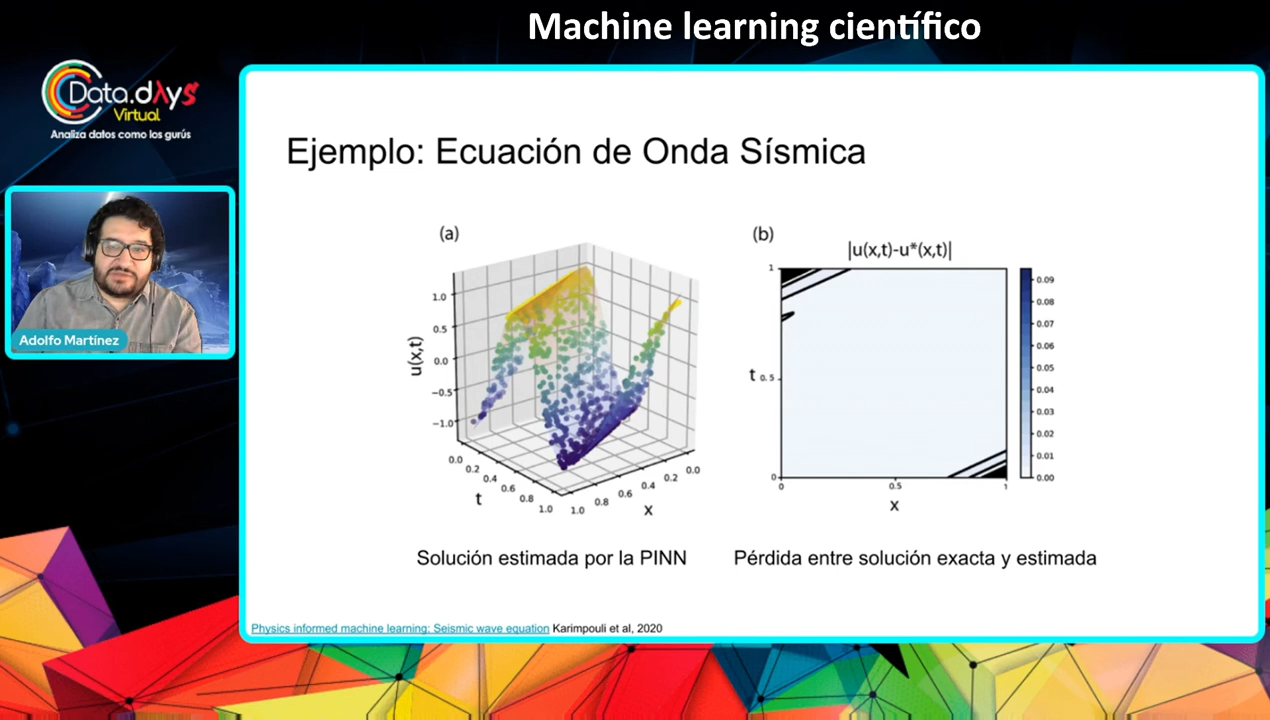 Machine learning científico
Data.dλys
Virtual
Analiza datos como los gurús
Adolfo Martínez
Ejemplo: Ecuación de Onda Sísmica
(a)
u(x,t)
1.0
0.5
0.0
−0.5
−1.0
0.0
0.2
0.4
0.6
0.8
1.0
t
1.0
0.8
0.6
0.4
0.2
0.0
x
(b)
|u(x,t)-u*(x,t)|
1
t 0.5
0
0 0.5 1
x
0.09
0.08
0.07
0.06
0.05
0.04
0.03
0.02
0.01
0.00
Solución estimada por la PINN
Pérdida entre solución exacta y estimada
Physics informed machine learning: Seismic wave equation Karimpouli et al, 2020